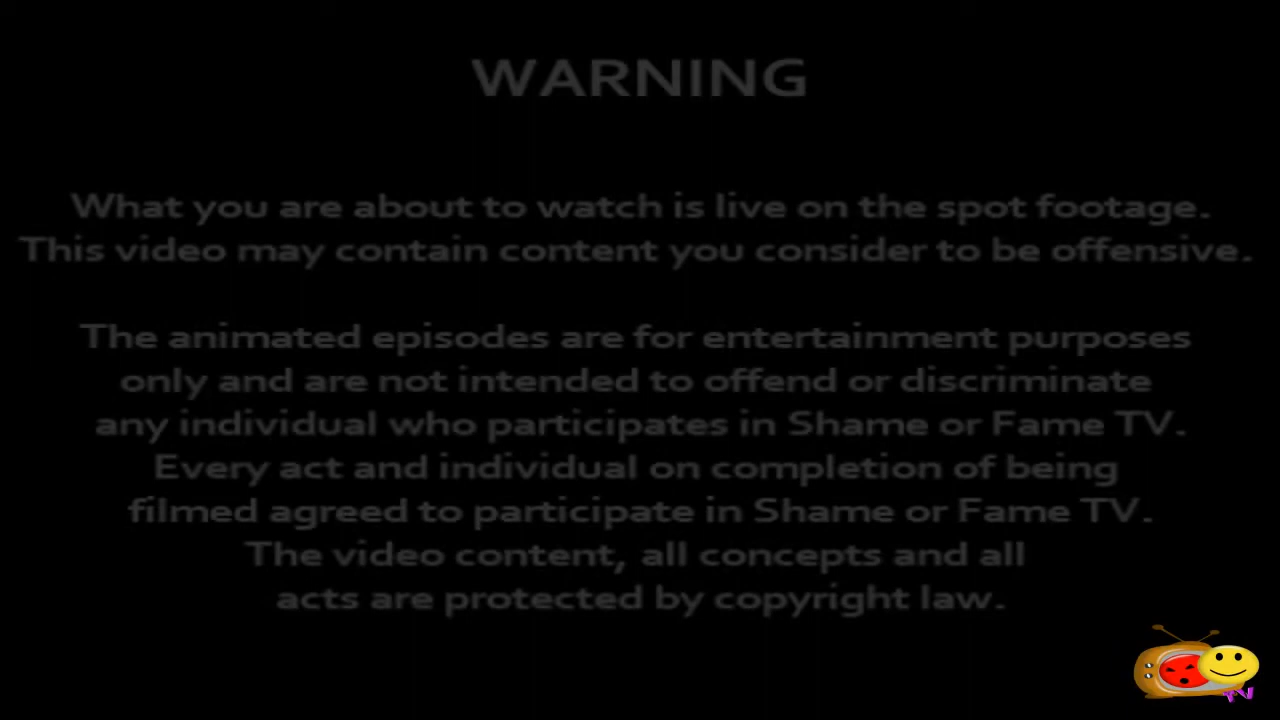 WARNING
What you are about to watch is live on the spot footage.
This video may contain content you consider to be offensive.
The animated episodes are for entertainment purposes
only and are not intended to offend or discriminate
any individual who participates in Shame or Fame TV.
Every act and individual on completion of being
filmed agreed to participate in Shame or Fame TV.
The video content, all concepts and all
acts are protected by copyright law.
TV